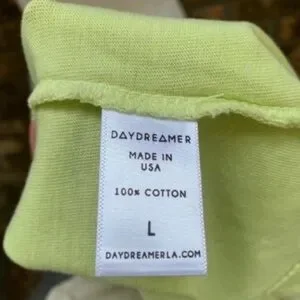 DAYDREAMER
MADE IN
USA
100% COTTON
L
DAYDREAMERLA.COM